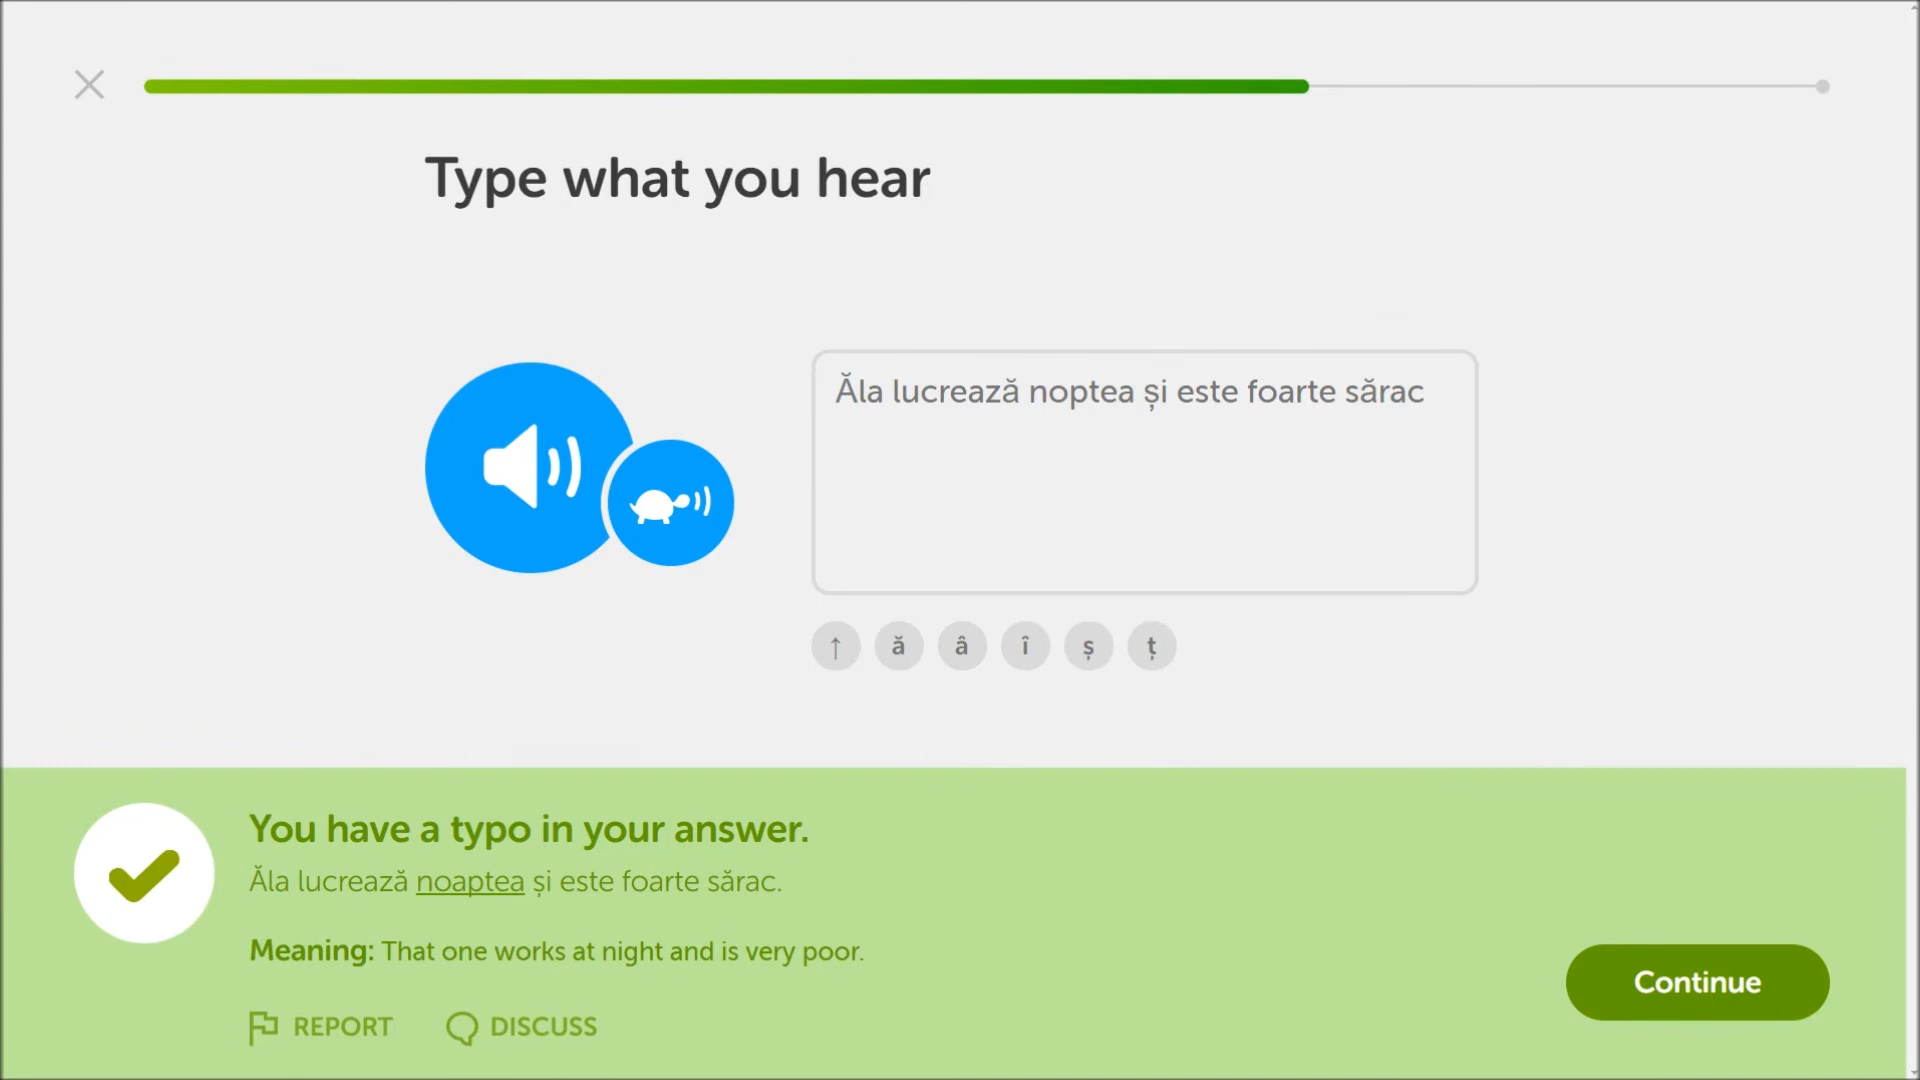 Type what you hear
Ăla lucrează noptea și este foarte sărac
↑ ă â î ș ț
You have a typo in your answer.
Ăla lucrează noaptea și este foarte sărac.
Meaning: That one works at night and is very poor.
Continue
REPORT DISCUSS